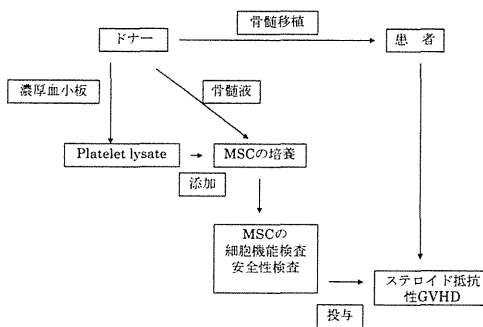 骨髄移植
ドナー
患 者
濃厚血小板
骨髄液
Platelet lysate
MSCの培養
添加
MSCの
細胞機能検査
安全性検査
ステロイド抵抗
性GVHD
投与